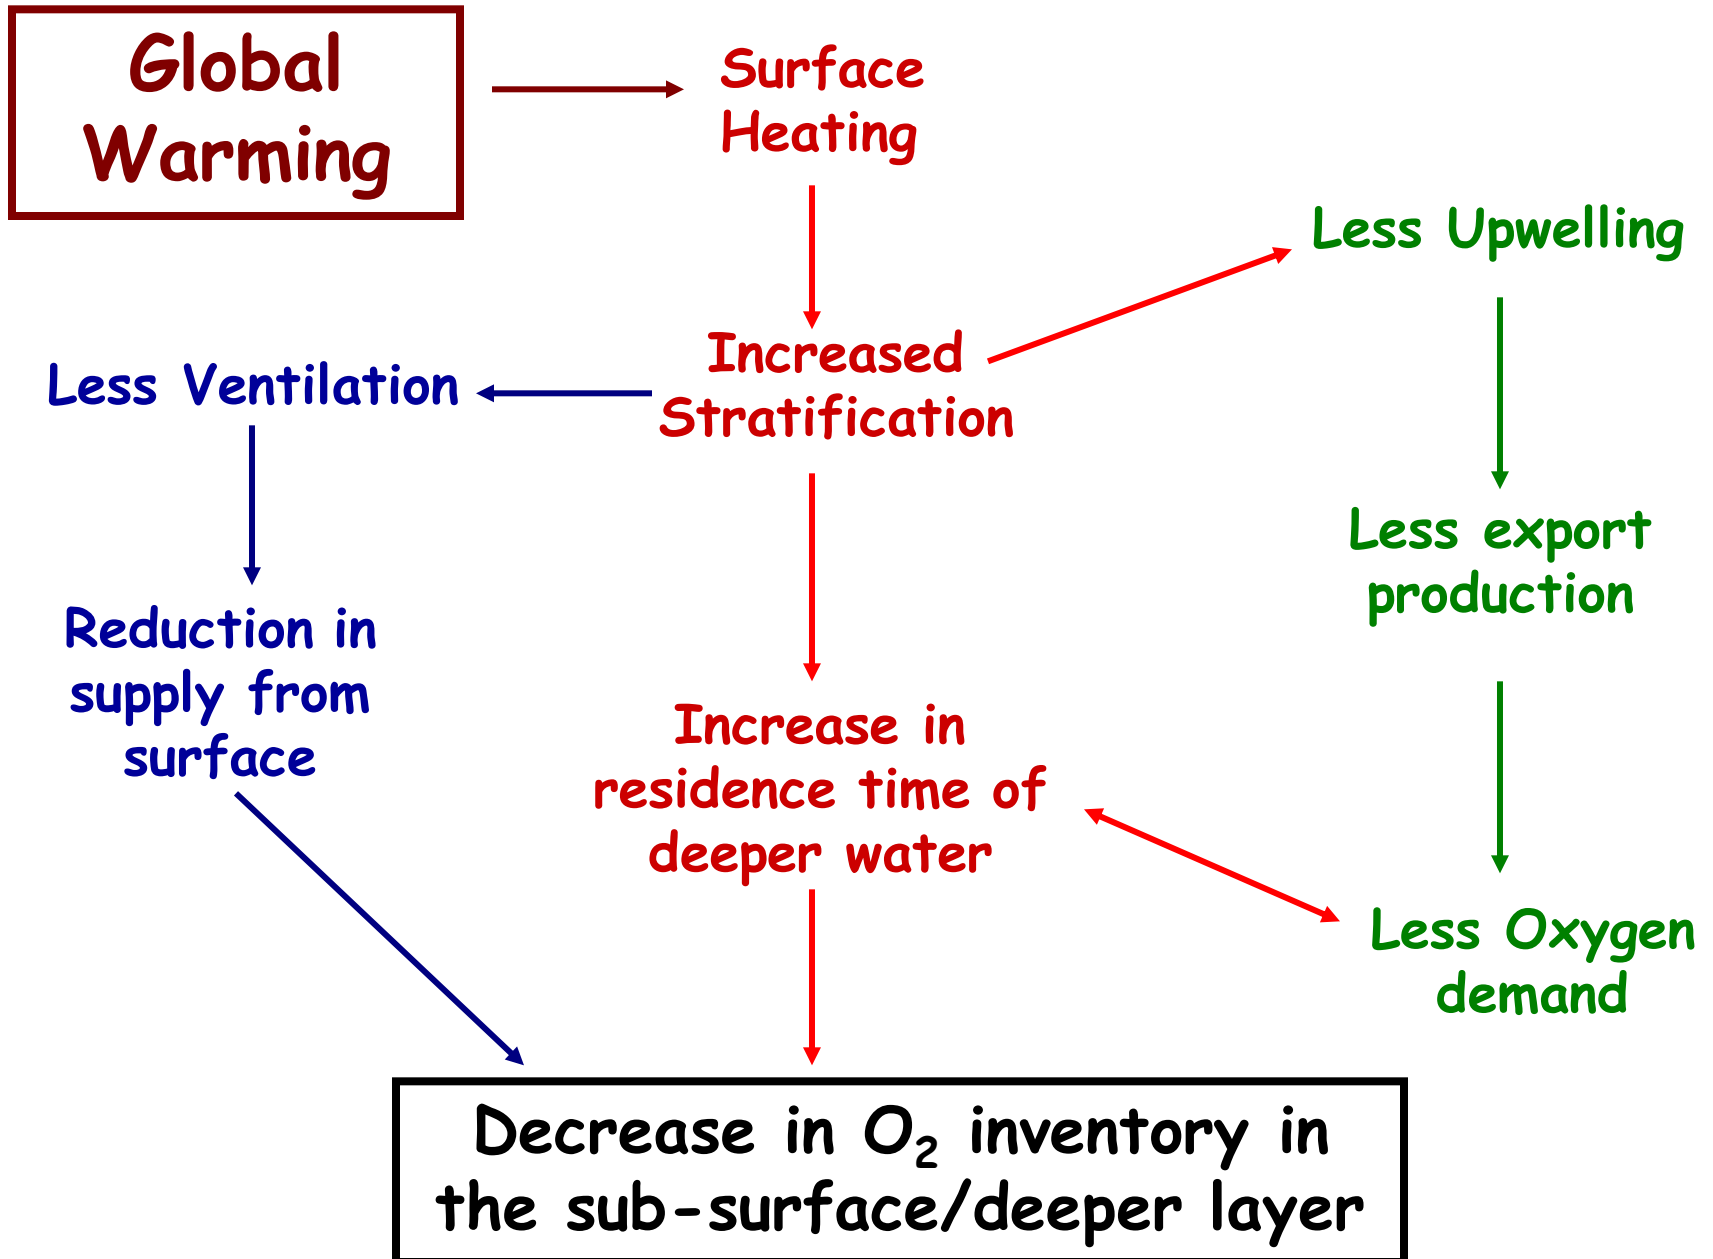 Global
Warming
Surface
Heating
Less Upwelling
Increased
Stratification
Less Ventilation
Less export
production
Reduction in
supply from
surface
Increase in
residence time of
deeper water
Less Oxygen
demand
Decrease in O₂ inventory in
the sub-surface/deeper layer